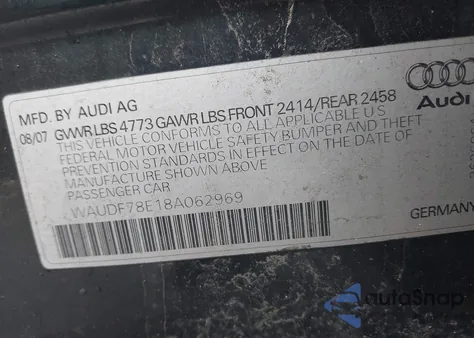 MFD. BY AUDI AG
08/07 GVWR LBS 4773 GAWR LBS FRONT 2414/REAR 2458
THIS VEHICLE CONFORMS TO ALL APPLICABLE U S
FEDERAL MOTOR VEHICLE SAFETY BUMPER AND THEFT
STANDARDS IN EFFECT ON THE DATE OF
MANUFACTURE SHOWN ABOVE
PASSENGER CAR
WAUDF78E18A062969
Audi
GERMANY
autoSnap